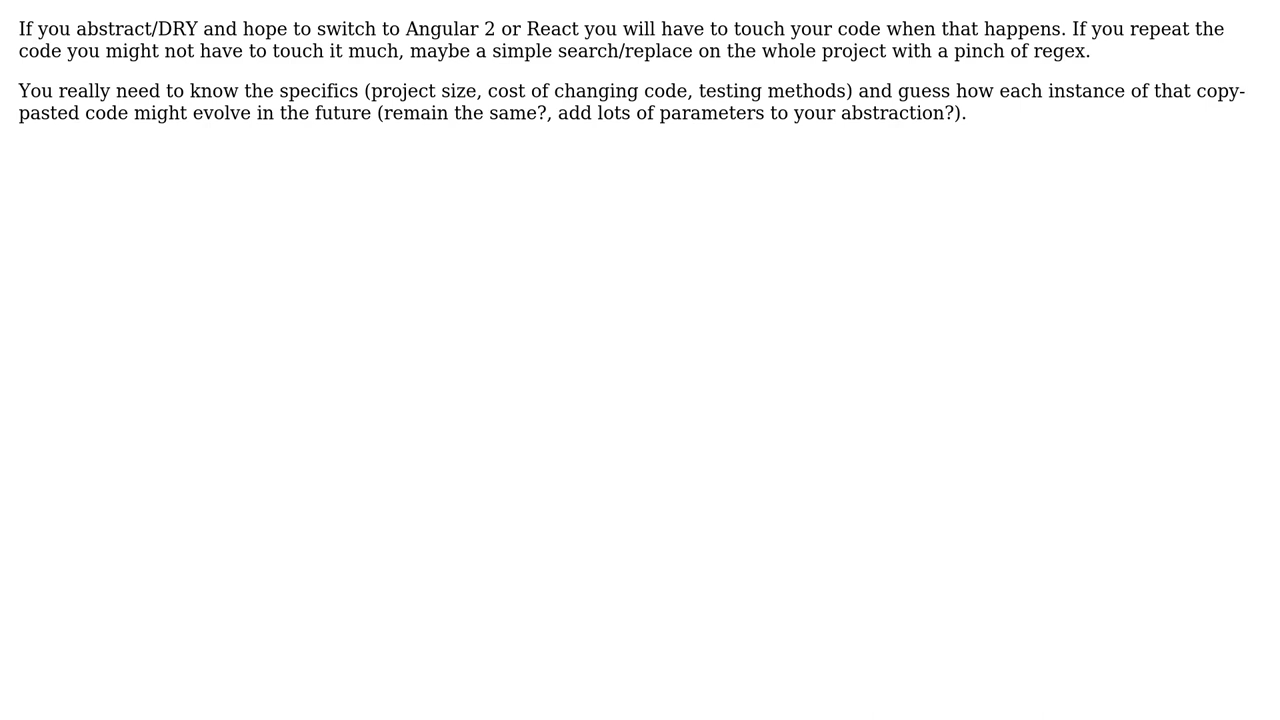 If you abstract/DRY and hope to switch to Angular 2 or React you will have to touch your code when that happens. If you repeat the
code you might not have to touch it much, maybe a simple search/replace on the whole project with a pinch of regex.
You really need to know the specifics (project size, cost of changing code, testing methods) and guess how each instance of that copy-
pasted code might evolve in the future (remain the same?, add lots of parameters to your abstraction?).